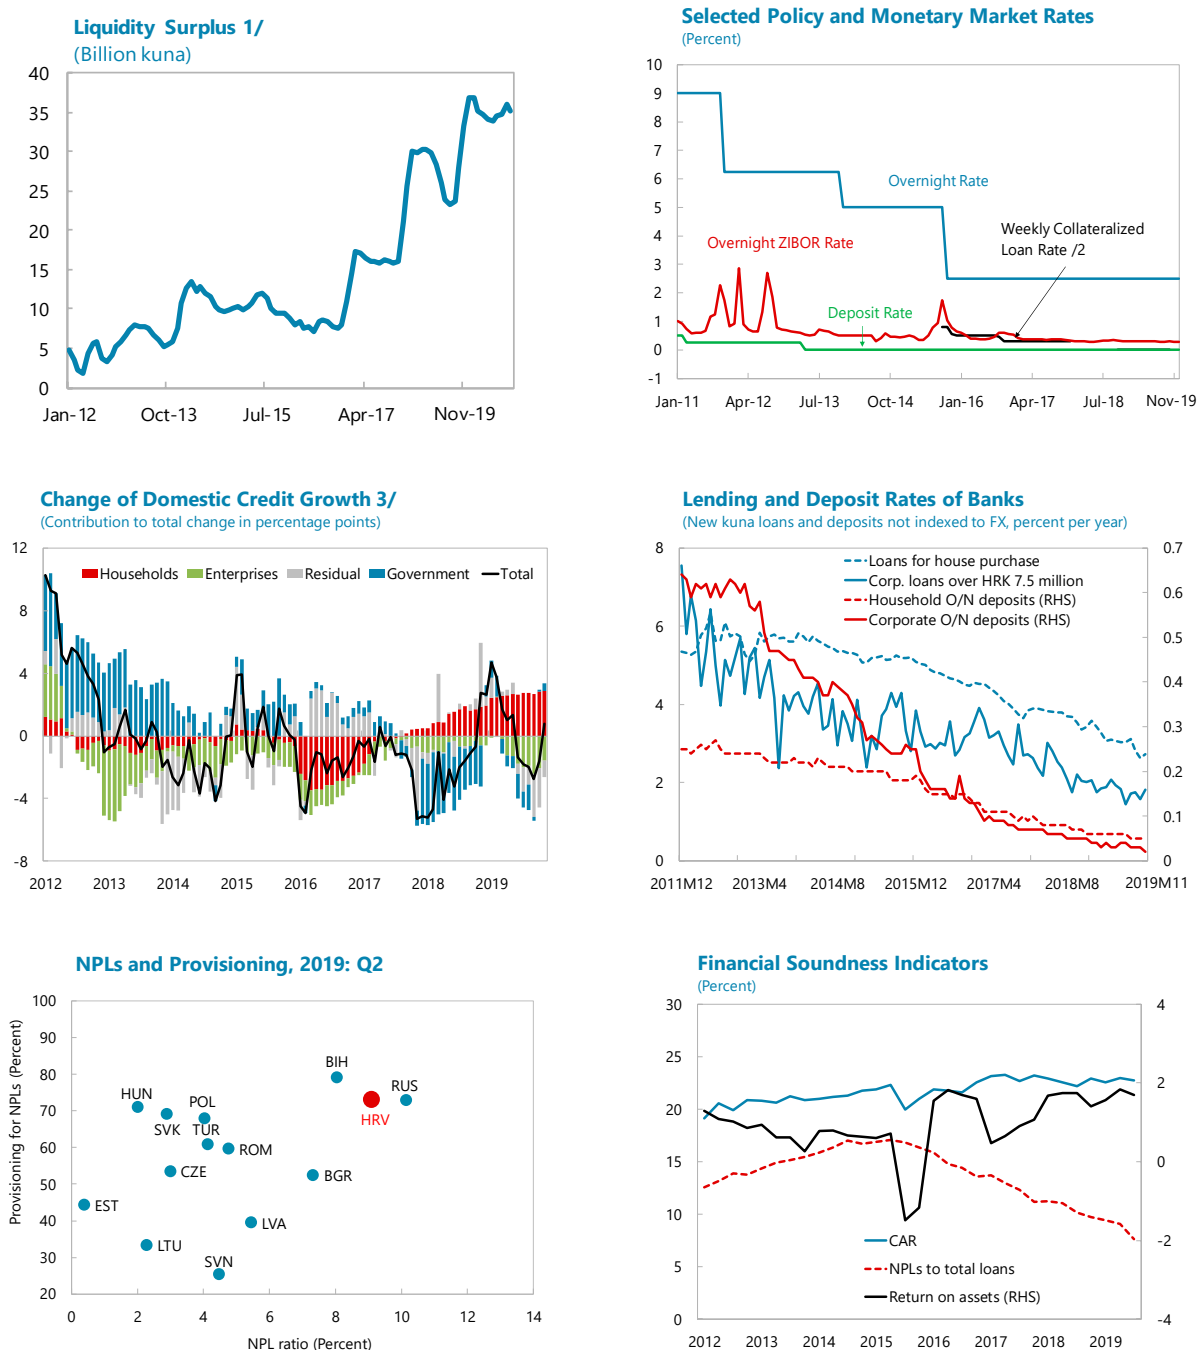 Liquidity Surplus 1/
(Billion kuna)
40
35
30
25
20
15
10
5
0
Jan-12 Oct-13 Jul-15 Apr-17 Nov-19
Selected Policy and Monetary Market Rates
(Percent)
10
9
8
7
6
5
4
3
2
1
0
-1
Overnight Rate
Weekly Collateralized
Loan Rate /2
Overnight ZIBOR Rate
Deposit Rate
Jan-11 Apr-12 Jul-13 Oct-14 Jan-16 Apr-17 Jul-18 Nov-19
Change of Domestic Credit Growth 3/
(Contribution to total change in percentage points)
12
8
4
0
-4
-8
Households Enterprises Residual Government Total
2012 2013 2014 2015 2016 2017 2018 2019
Lending and Deposit Rates of Banks
(New kuna loans and deposits not indexed to FX, percent per year)
8
6
4
2
0
Loans for house purchase
Corp. loans over HRK 7.5 million
Household O/N deposits (RHS)
Corporate O/N deposits (RHS)
0.7
0.6
0.5
0.4
0.3
0.2
0.1
0
2011M12 2013M4 2014M8 2015M12 2017M4 2018M8 2019M11
NPLs and Provisioning, 2019: Q2
Provisioning for NPLs (Percent)
100
90
80
70
60
50
40
30
20
BIH
RUS
HRV
HUN
POL
SVK
TUR
ROM
CZE
BGR
EST
LVA
LTU
SVN
0 2 4 6 8 10 12 14
NPL ratio (Percent)
Financial Soundness Indicators
(Percent)
30
25
20
15
10
5
0
4
2
0
-2
-4
CAR
NPLs to total loans
Return on assets (RHS)
2012 2013 2014 2015 2016 2017 2018 2019